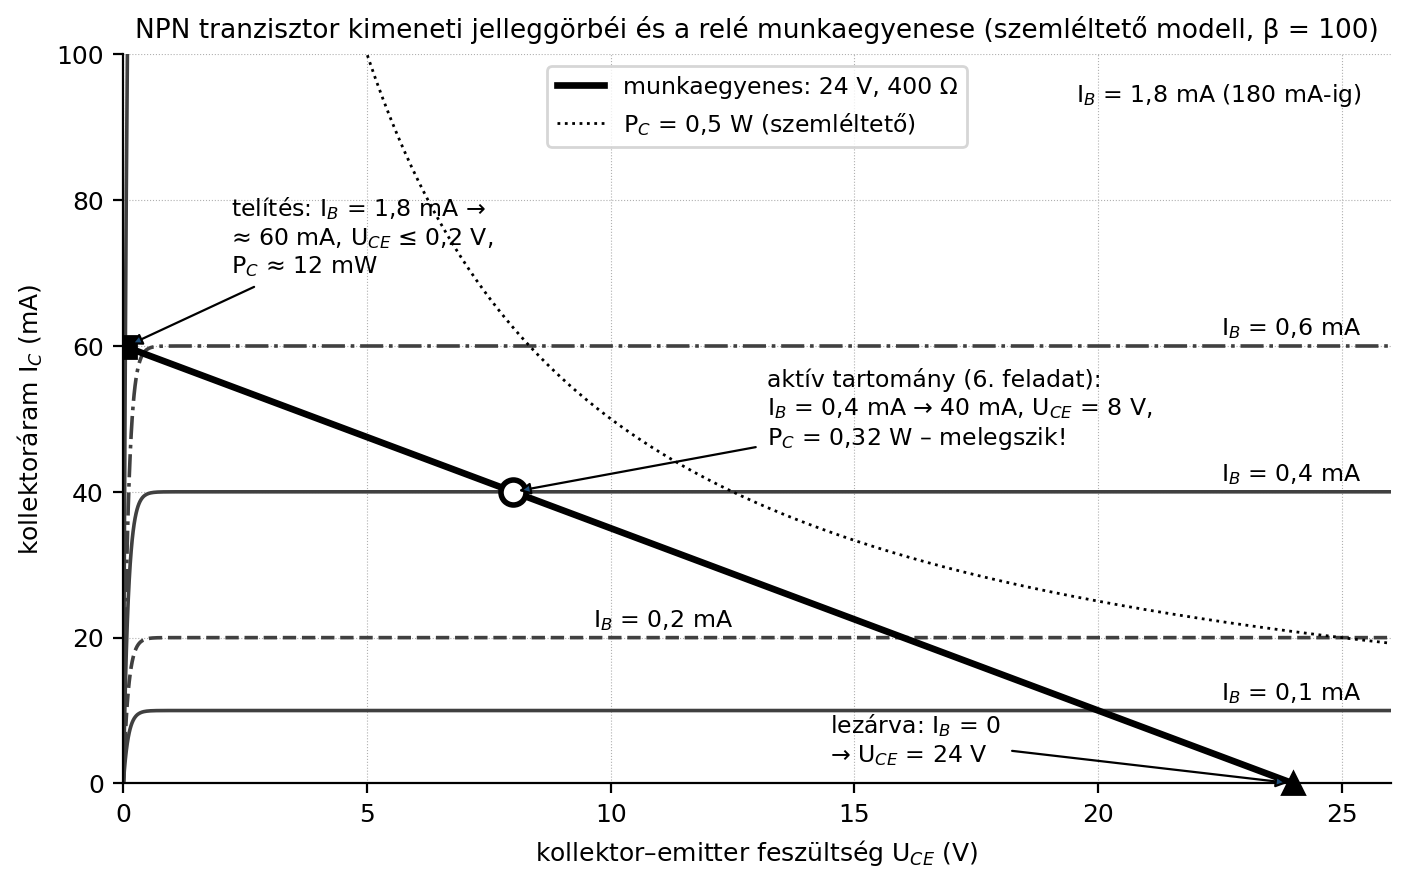 NPN tranzisztor kimeneti jelleggörbéi és a relé munkaegyenese (szemléltető modell, β = 100)
munkaegyenes: 24 V, 400 Ω
P_C = 0,5 W (szemléltető)
I_B = 1,8 mA (180 mA-ig)
telítés: I_B = 1,8 mA →
≈ 60 mA, U_CE ≤ 0,2 V,
P_C ≈ 12 mW
I_B = 0,6 mA
aktív tartomány (6. feladat):
I_B = 0,4 mA → 40 mA, U_CE = 8 V,
P_C = 0,32 W – melegszik!
I_B = 0,4 mA
I_B = 0,2 mA
I_B = 0,1 mA
lezárva: I_B = 0
→ U_CE = 24 V
kollektoráram I_C (mA)
100
80
60
40
20
0
0 5 10 15 20 25
kollektor–emitter feszültség U_CE (V)